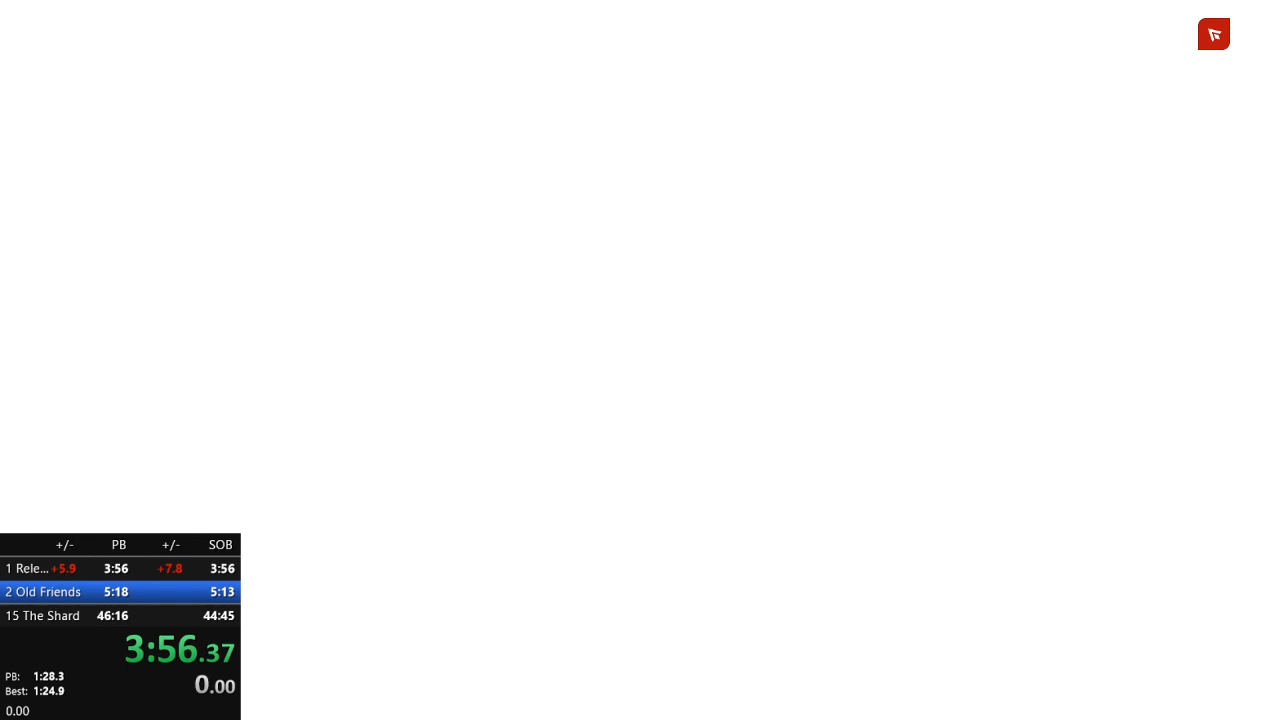 +/- PB +/- SOB
1 Rele... +5.9 3:56 +7.8 3:56
2 Old Friends 5:18 5:13
15 The Shard 46:16 44:45
3:56.37
PB: 1:28.3
0.00
Best: 1:24.9
0.00